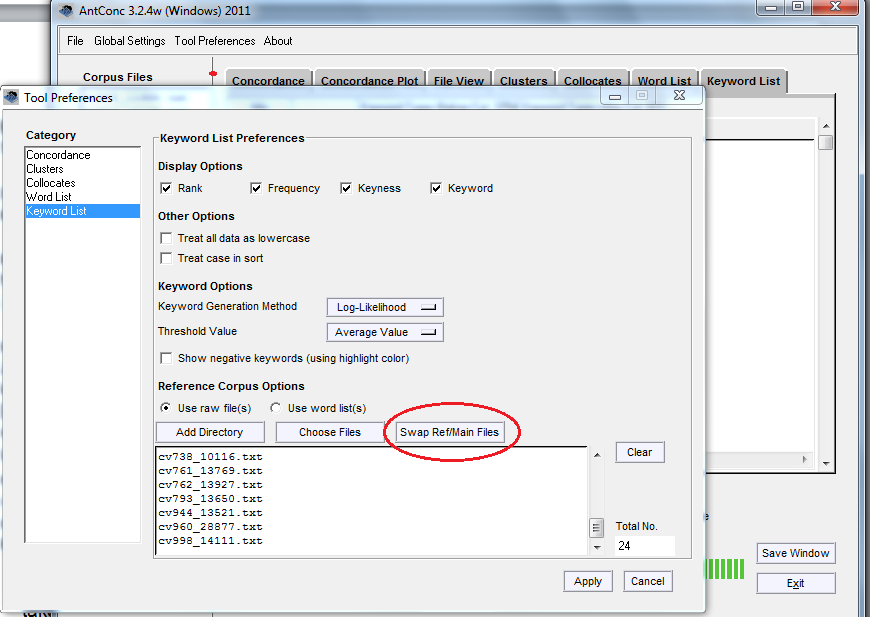 AntConc 3.2.4w (Windows) 2011
File Global Settings Tool Preferences About
Corpus Files
Concordance Concordance Plot File View Clusters Collocates Word List Keyword List
Tool Preferences
Category
Concordance
Clusters
Collocates
Word List
Keyword List
Keyword List Preferences
Display Options
Rank Frequency Keyness Keyword
Other Options
Treat all data as lowercase
Treat case in sort
Keyword Options
Keyword Generation Method Log-Likelihood
Threshold Value Average Value
Show negative keywords (using highlight color)
Reference Corpus Options
Use raw file(s) Use word list(s)
Add Directory Choose Files Swap Ref/Main Files
cv738_10116.txt
cv761_13769.txt
cv762_13927.txt
cv793_13650.txt
cv944_13521.txt
cv960_28877.txt
cv998_14111.txt
Clear
Total No.
24
Apply Cancel
Save Window
Exit